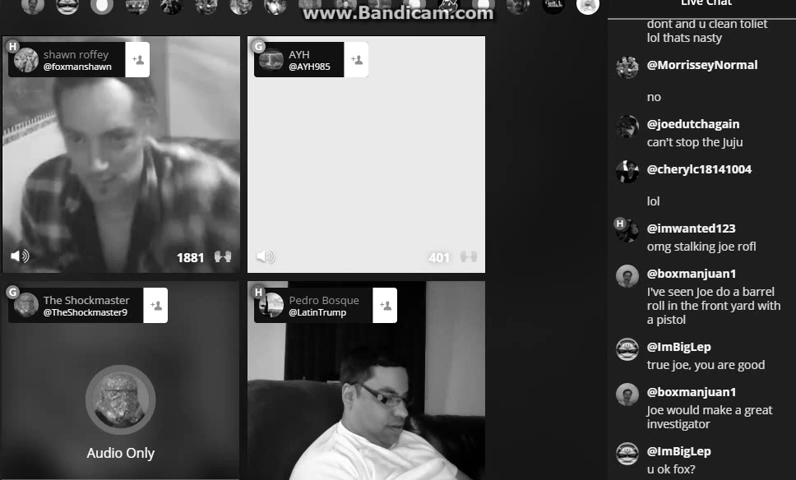 www.Bandicam.com
Live Chat
H
shawn roffey
@foxmanshawn
1881
G
AYH
@AYH985
401
G
The Shockmaster
@TheShockmaster9
Audio Only
H
Pedro Bosque
@LatinTrump
dont and u clean toliet
lol thats nasty
@MorrisseyNormal
no
@joedutchagain
can't stop the Juju
@cherylc18141004
lol
H
@imwanted123
omg stalking joe rofl
@boxmanjuan1
I've seen Joe do a barrel
roll in the front yard with
a pistol
@ImBigLep
true joe, you are good
@boxmanjuan1
Joe would make a great
investigator
@ImBigLep
u ok fox?